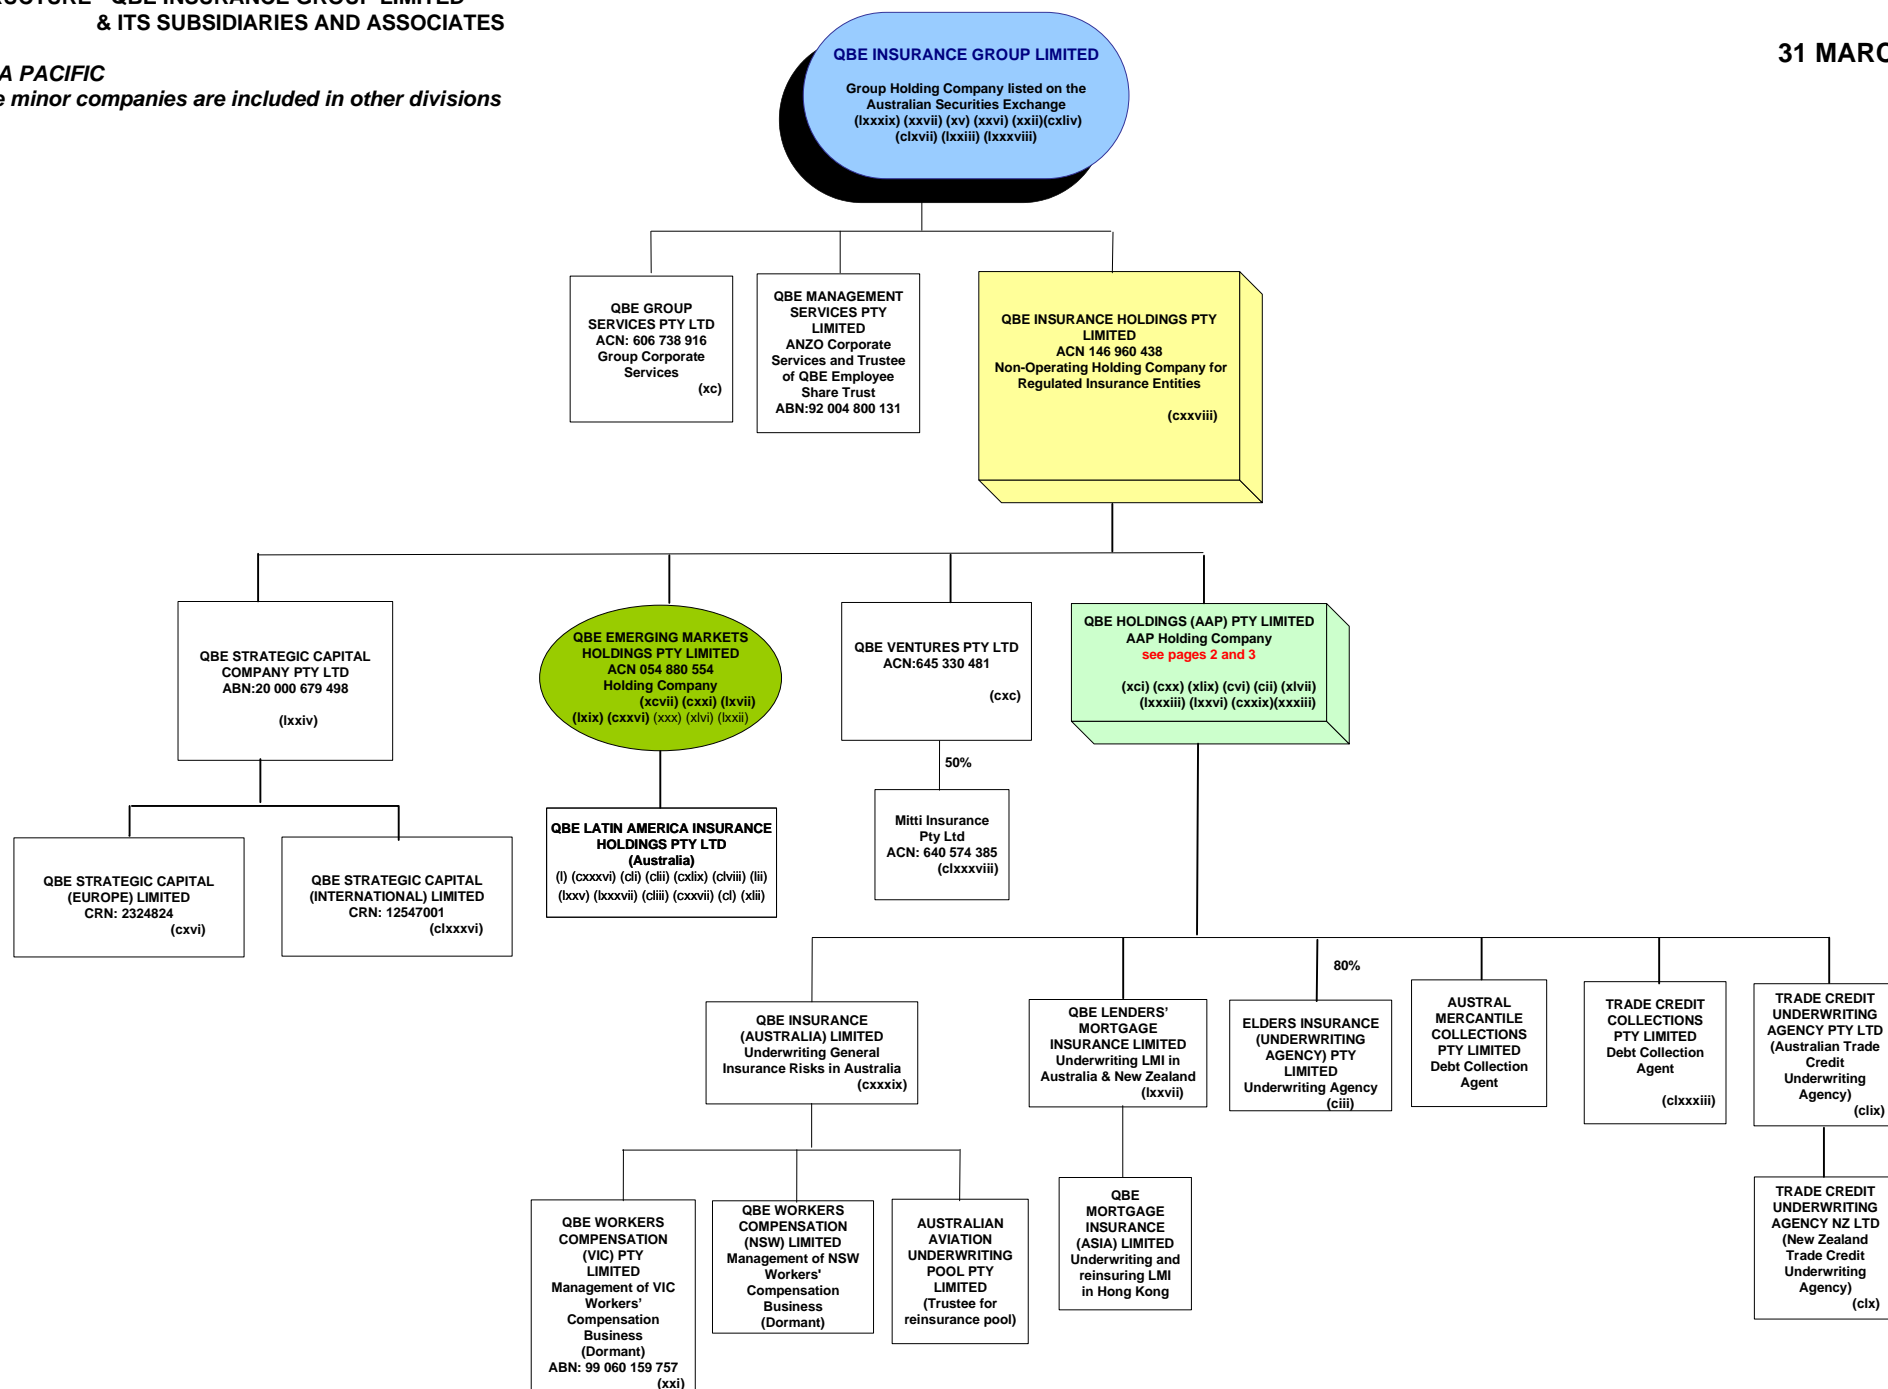 QBE INSURANCE GROUP LIMITED
& ITS SUBSIDIARIES AND ASSOCIATES
A PACIFIC
minor companies are included in other divisions
31
QBE INSURANCE GROUP LIMITED
Group Holding Company listed on the
Australian Securities Exchange
(lxxxix) (xxvii) (xv) (xxvi) (xxii)(cxliv)
(clxvii) (lxxiii) (lxxxviii)
QBE GROUP
SERVICES PTY LTD
ACN: 606 738 916
Group Corporate
Services
(xc)
QBE MANAGEMENT
SERVICES PTY
LIMITED
ANZO Corporate
Services and Trustee
of QBE Employee
Share Trust
ABN:92 004 800 131
QBE INSURANCE HOLDINGS PTY
LIMITED
ACN 146 960 438
Non-Operating Holding Company for
Regulated Insurance Entities
(cxxviii)
QBE STRATEGIC CAPITAL
COMPANY PTY LTD
ABN:20 000 679 498
(lxxiv)
QBE EMERGING MARKETS
HOLDINGS PTY LIMITED
ACN 054 880 554
Holding Company
(xcvii) (cxxi) (lxvii)
(lxix) (cxxvi) (xxx) (xlvi) (lxxii)
QBE VENTURES PTY LTD
ACN:645 330 481
(cxc)
QBE HOLDINGS (AAP) PTY LIMITED
AAP Holding Company
see pages 2 and 3
(xci) (cxx) (xlix) (cvi) (cii) (xlvii)
(lxxxiii) (lxxvi) (cxxix)(xxxiii)
50%
QBE STRATEGIC CAPITAL
(EUROPE) LIMITED
CRN: 2324824
(cxvi)
QBE STRATEGIC CAPITAL
(INTERNATIONAL) LIMITED
CRN: 12547001
(clxxxvi)
QBE LATIN AMERICA INSURANCE
HOLDINGS PTY LTD
(Australia)
(l) (cxxxvi) (cli) (clii) (cxlix) (clviii) (lii)
(lxxv) (lxxxvii) (cliii) (cxxvii) (cl) (xlii)
Mitti Insurance
Pty Ltd
ACN: 640 574 385
(clxxxviii)
80%
QBE INSURANCE
(AUSTRALIA) LIMITED
Underwriting General
Insurance Risks in Australia
(cxxxix)
QBE LENDERS'
MORTGAGE
INSURANCE LIMITED
Underwriting LMI in
Australia & New Zealand
(lxxvii)
ELDERS INSURANCE
(UNDERWRITING
AGENCY) PTY
LIMITED
Underwriting Agency
(ciii)
AUSTRAL
MERCANTILE
COLLECTIONS
PTY LIMITED
Debt Collection
Agent
TRADE CREDIT
COLLECTIONS
PTY LIMITED
Debt Collection
Agent
(clxxxiii)
TRADE CREDIT
UNDERWRITING
AGENCY PTY LTD
(Australian Trade
Credit
Underwriting
Agency)
(clix)
QBE WORKERS
COMPENSATION
(VIC) PTY
LIMITED
Management of VIC
Workers'
Compensation
Business
(Dormant)
ABN: 99 060 159 757
(xxi)
QBE WORKERS
COMPENSATION
(NSW) LIMITED
Management of NSW
Workers'
Compensation
Business
(Dormant)
AUSTRALIAN
AVIATION
UNDERWRITING
POOL PTY
LIMITED
(Trustee for
reinsurance pool)
QBE
MORTGAGE
INSURANCE
(ASIA) LIMITED
Underwriting and
reinsuring LMI
in Hong Kong
TRADE CREDIT
UNDERWRITING
AGENCY NZ LTD
(New Zealand
Trade Credit
Underwriting
Agency)
(clx)